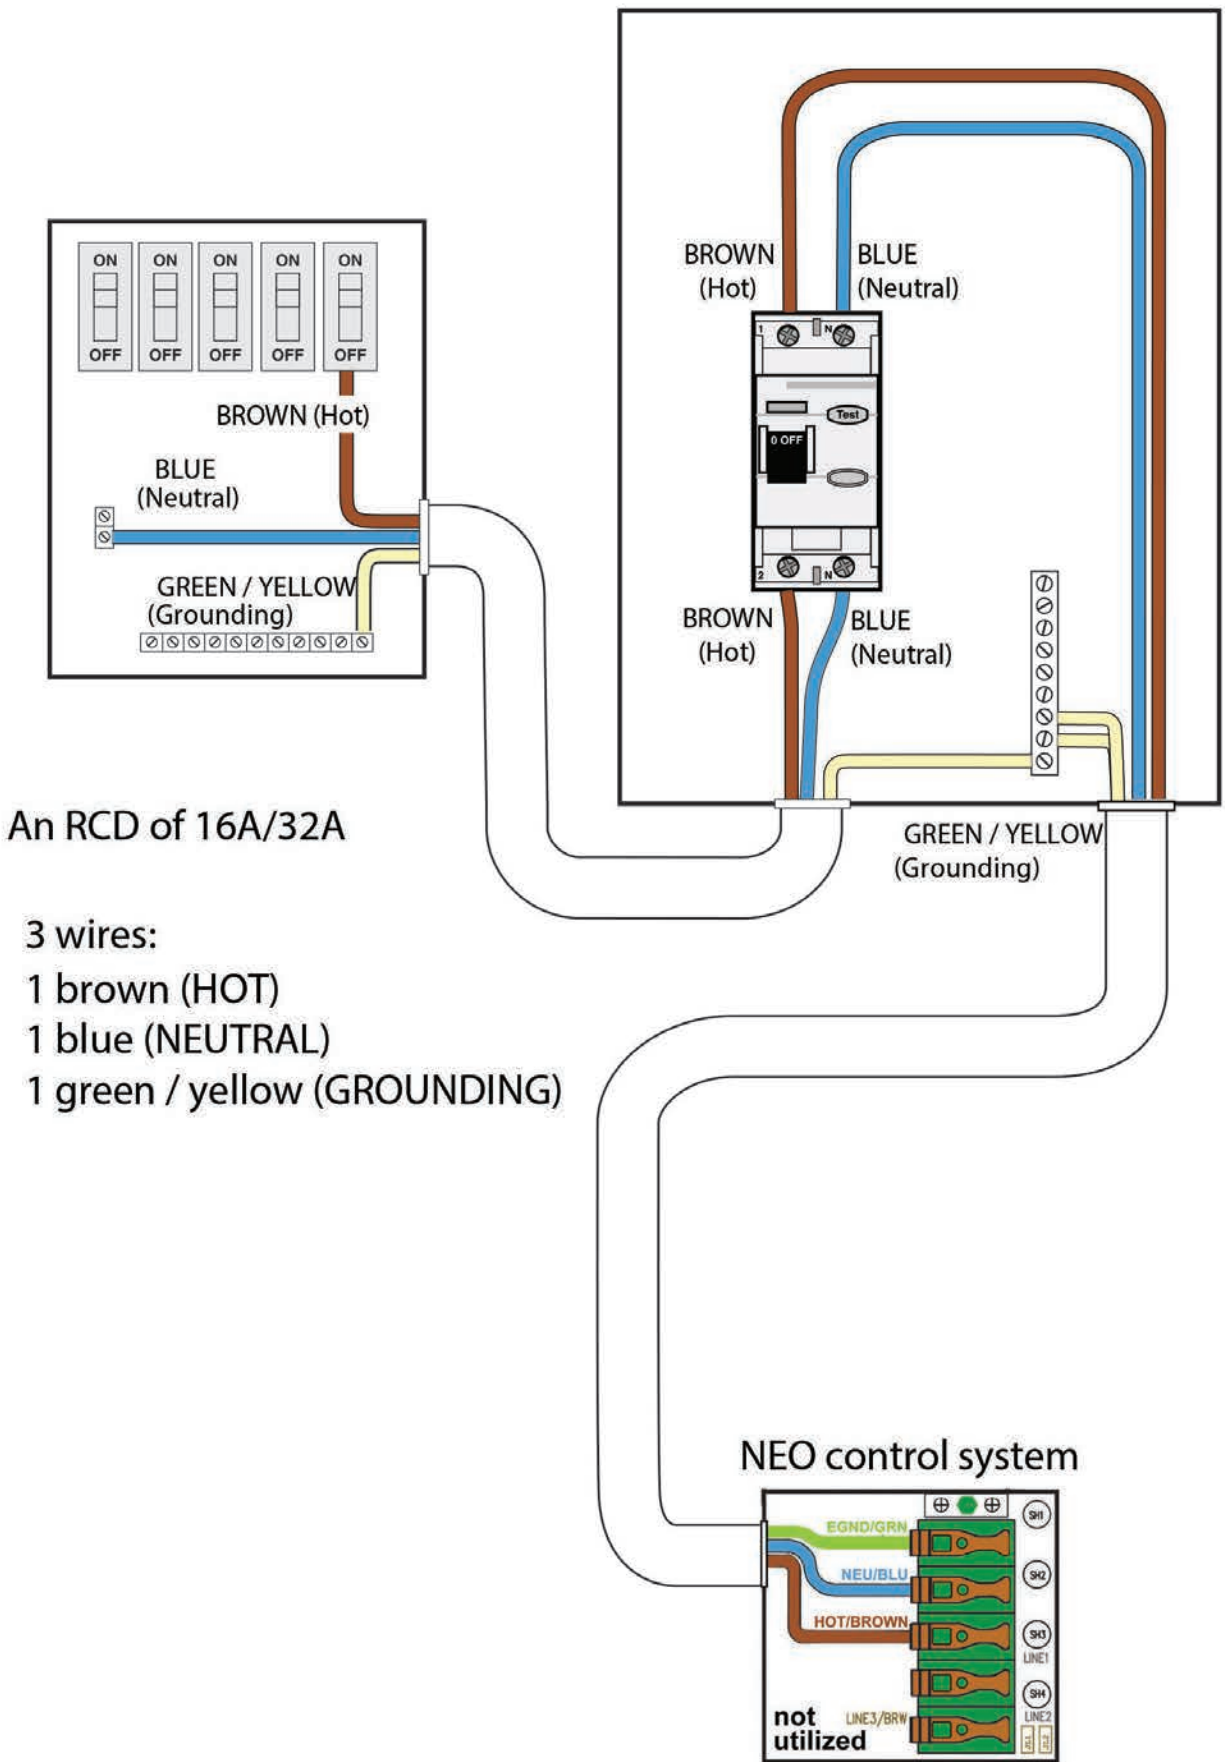 ON
ON
ON
ON
ON
OFF
OFF
OFF
OFF
OFF
BROWN (Hot)
BLUE
(Neutral)
GREEN / YELLOW
(Grounding)
BROWN
(Hot)
BLUE
(Neutral)
1
N
Test
0 OFF
2
N
BROWN
(Hot)
BLUE
(Neutral)
GREEN / YELLOW
(Grounding)
An RCD of 16A/32A
3 wires:
1 brown (HOT)
1 blue (NEUTRAL)
1 green / yellow (GROUNDING)
NEO control system
EGND/GRN
NEU/BLU
HOT/BROWN
LINE3/BRW
not
utilized
SH1
SH2
SH3
LINE1
SH4
LINE2